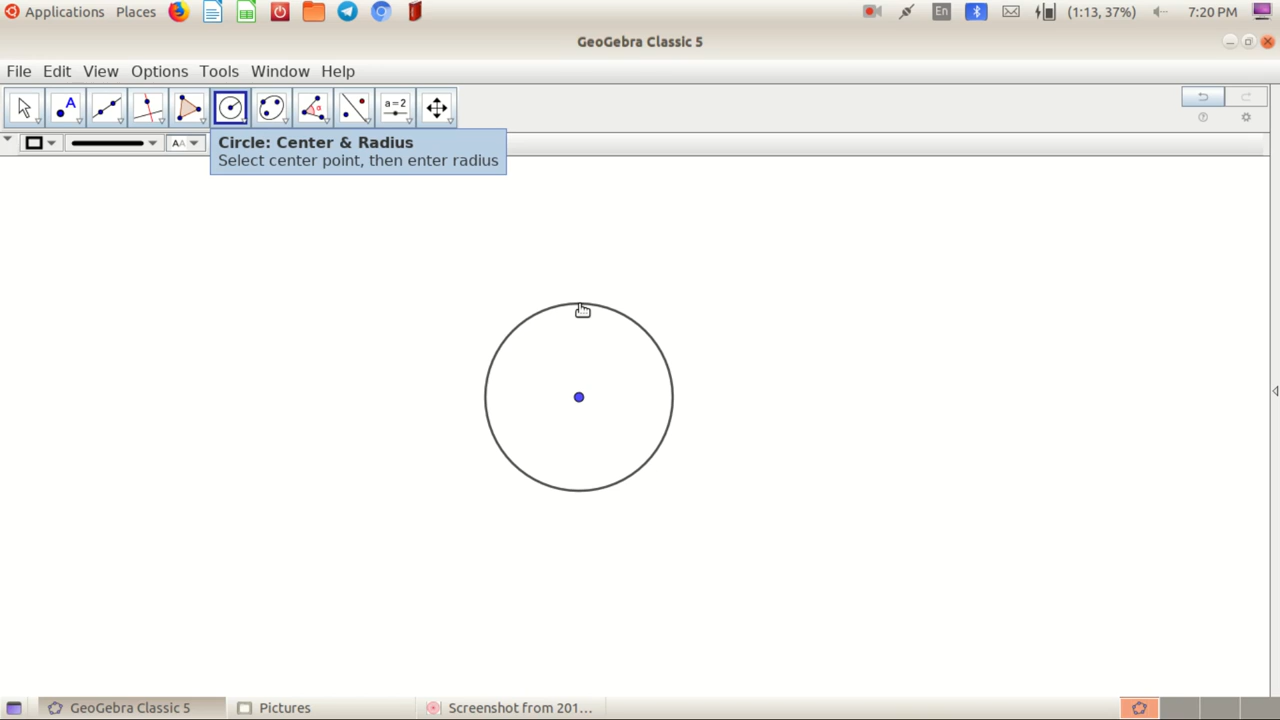 Applications Places En (1:13, 37%) 7:20 PM
GeoGebra Classic 5
File Edit View Options Tools Window Help
A α a=2
AA
Circle: Center & Radius
Select center point, then enter radius
GeoGebra Classic 5 Pictures Screenshot from 201...